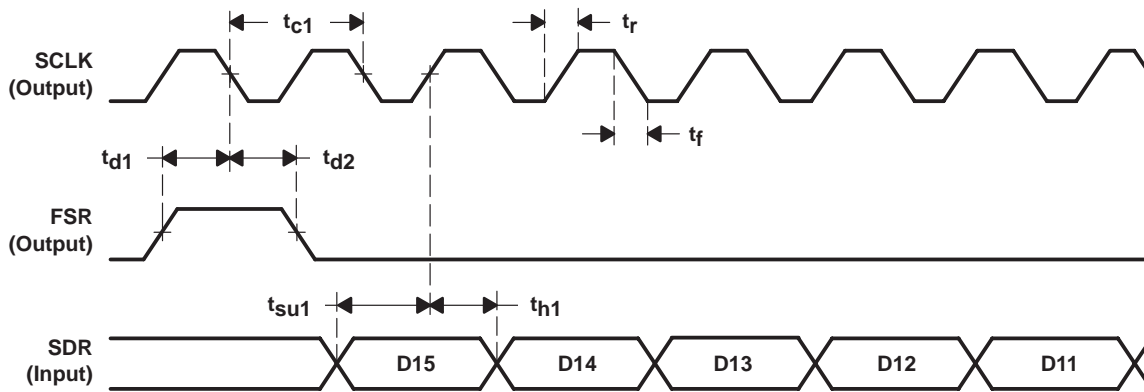 tc1
tr
SCLK
(Output)
tf
td1
td2
FSR
(Output)
tsu1
th1
SDR
(Input)
D15
D14
D13
D12
D11